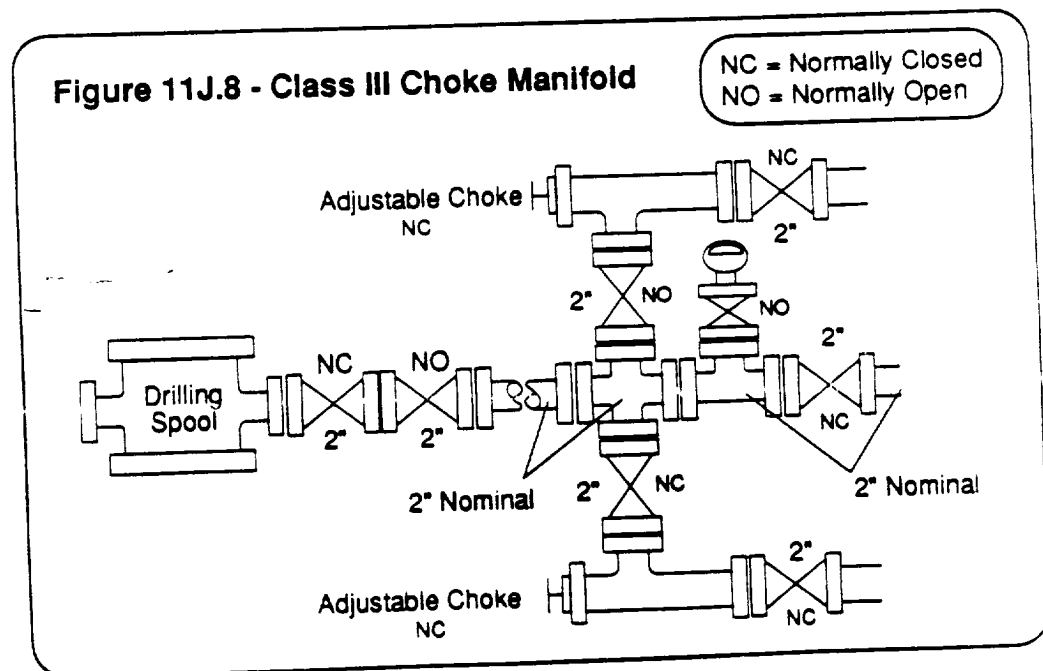 Figure 11J.8 - Class III Choke Manifold
NC = Normally Closed
NO = Normally Open
Adjustable Choke
NC
NC
2"
2"
NO
NO
2"
NC
Drilling
Spool
NC
NO
2"
2"
2" Nominal
2"
NC
2" Nominal
Adjustable Choke
NC
2"
NC